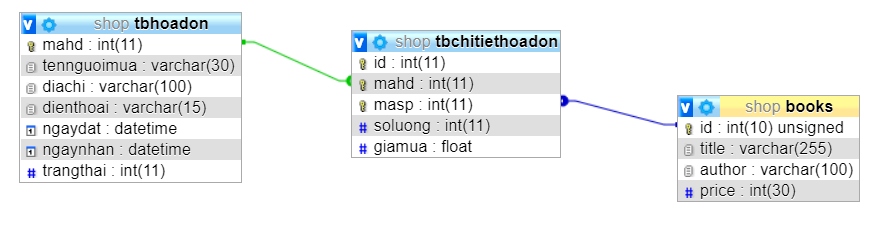 shop tbhoadon
mahd : int(11)
tennguoimua : varchar(30)
diachi : varchar(100)
dienthoai : varchar(15)
ngaydat : datetime
ngaynhan : datetime
trangthai : int(11)
shop tbchitiethoadon
id : int(11)
mahd : int(11)
masp : int(11)
soluong : int(11)
giamua : float
shop books
id : int(10) unsigned
title : varchar(255)
author : varchar(100)
price : int(30)